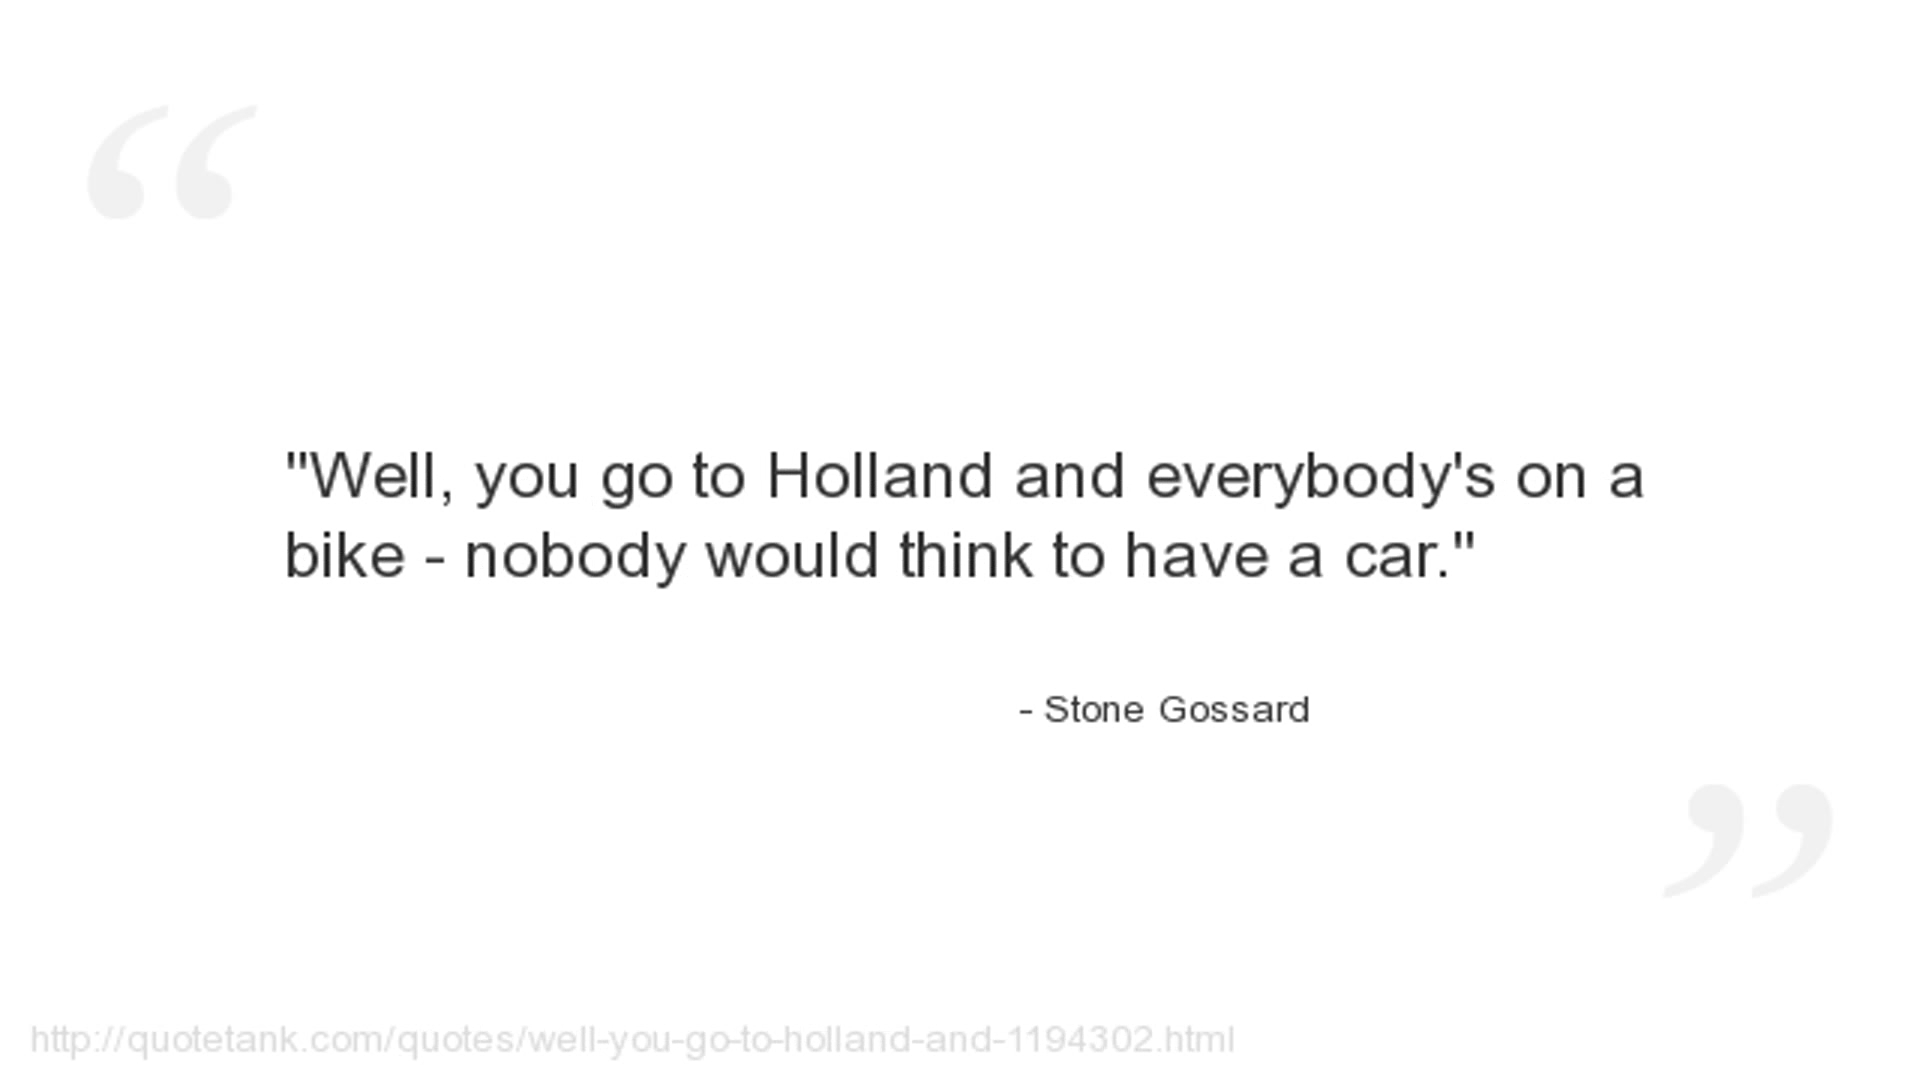 "Well, you go to Holland and everybody's on a
bike - nobody would think to have a car."
- Stone Gossard
http://quotetank.com/quotes/well-you-go-to-holland-and-1194302.html